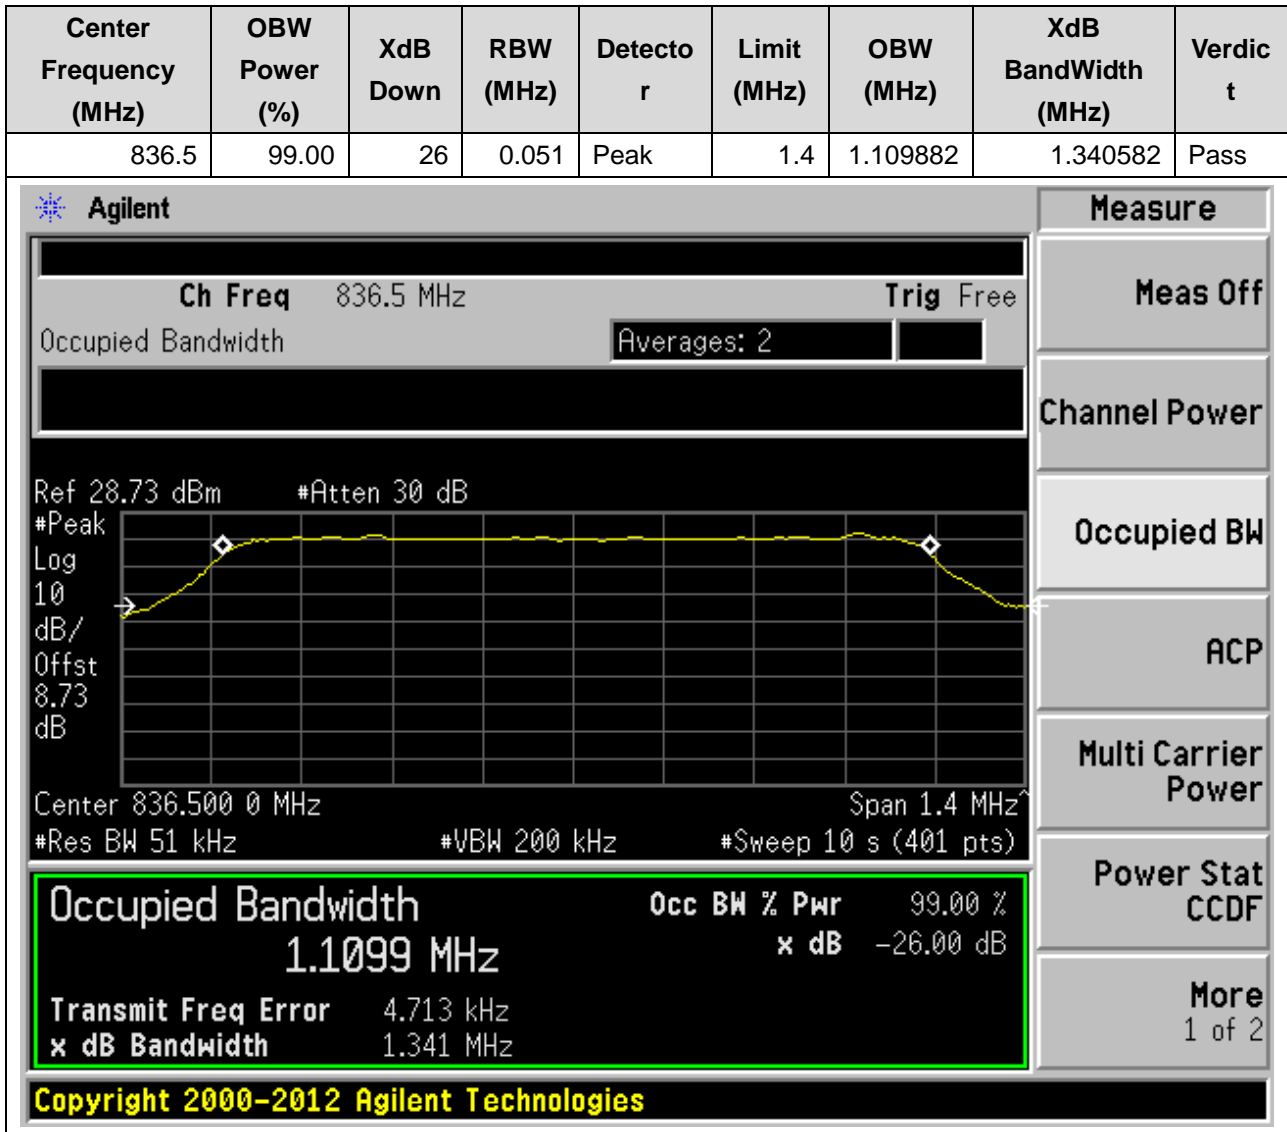 Center Frequency (MHz) OBW Power (%) XdB Down RBW (MHz) Detecto r Limit (MHz) OBW (MHz) XdB BandWidth (MHz) Verdic t
836.5 99.00 26 0.051 Peak 1.4 1.109882 1.340582 Pass
Agilent
Measure
Ch Freq 836.5 MHz Trig Free
Meas Off
Occupied Bandwidth Averages: 2
Channel Power
Ref 28.73 dBm #Atten 30 dB
#Peak
Log
10
dB/
Offst
8.73
dB
Occupied BW
ACP
Multi Carrier
Power
Center 836.500 0 MHz Span 1.4 MHz^
#Res BW 51 kHz #VBW 200 kHz #Sweep 10 s (401 pts)
Power Stat
CCDF
Occupied Bandwidth Occ BW % Pwr 99.00 %
1.1099 MHz x dB -26.00 dB
Transmit Freq Error 4.713 kHz
x dB Bandwidth 1.341 MHz
More
1 of 2
Copyright 2000-2012 Agilent Technologies